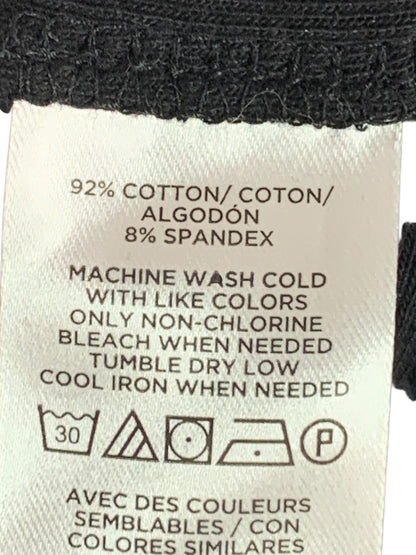 92% COTTON/ COTON/
ALGODÓN
8% SPANDEX
MACHINE WASH COLD
WITH LIKE COLORS
ONLY NON-CHLORINE
BLEACH WHEN NEEDED
TUMBLE DRY LOW
COOL IRON WHEN NEEDED
30 P
AVEC DES COULEURS
SEMBLABLES / CON
COLORES SIMILARES